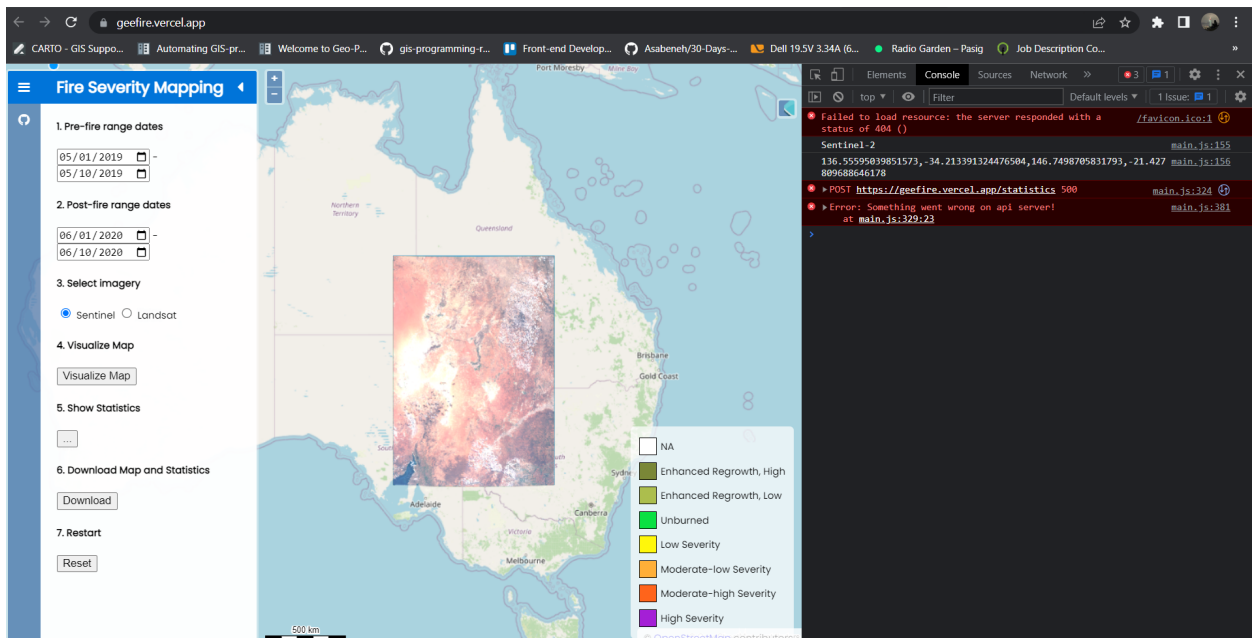 geefire.vercel.app
CARTO - GIS Suppo...
Automating GIS-pr...
Welcome to Geo-P...
gis-programming-r...
Front-end Develop...
Asabeneh/30-Days-...
Dell 19.5V 3.34A (6...
Radio Garden – Pasig
Job Description Co...
»
Fire Severity Mapping
1. Pre-fire range dates
05/01/2019 -
05/10/2019
2. Post-fire range dates
06/01/2020 -
06/10/2020
3. Select imagery
Sentinel Landsat
4. Visualize Map
Visualize Map
5. Show Statistics
...
6. Download Map and Statistics
Download
7. Restart
Reset
+
−
Port Moresby
Milne Bay
Northern
Territory
Queensland
Brisbane
Gold Coast
Sydn
Adelaide
Canberra
Victoria
Melbourne
500 km
NA
Enhanced Regrowth, High
Enhanced Regrowth, Low
Unburned
Low Severity
Moderate-low Severity
Moderate-high Severity
High Severity
© OpenStreetMap contributors
Elements Console Sources Network » 3 1
top Filter Default levels 1 Issue: 1
Failed to load resource: the server responded with a /favicon.ico:1
status of 404 ()
Sentinel-2 main.js:155
136.55595039851573,-34.213391324476504,146.7498705831793,-21.427 main.js:156
809688646178
POST https://geefire.vercel.app/statistics 500 main.js:324
Error: Something went wrong on api server! main.js:381
at main.js:329:23